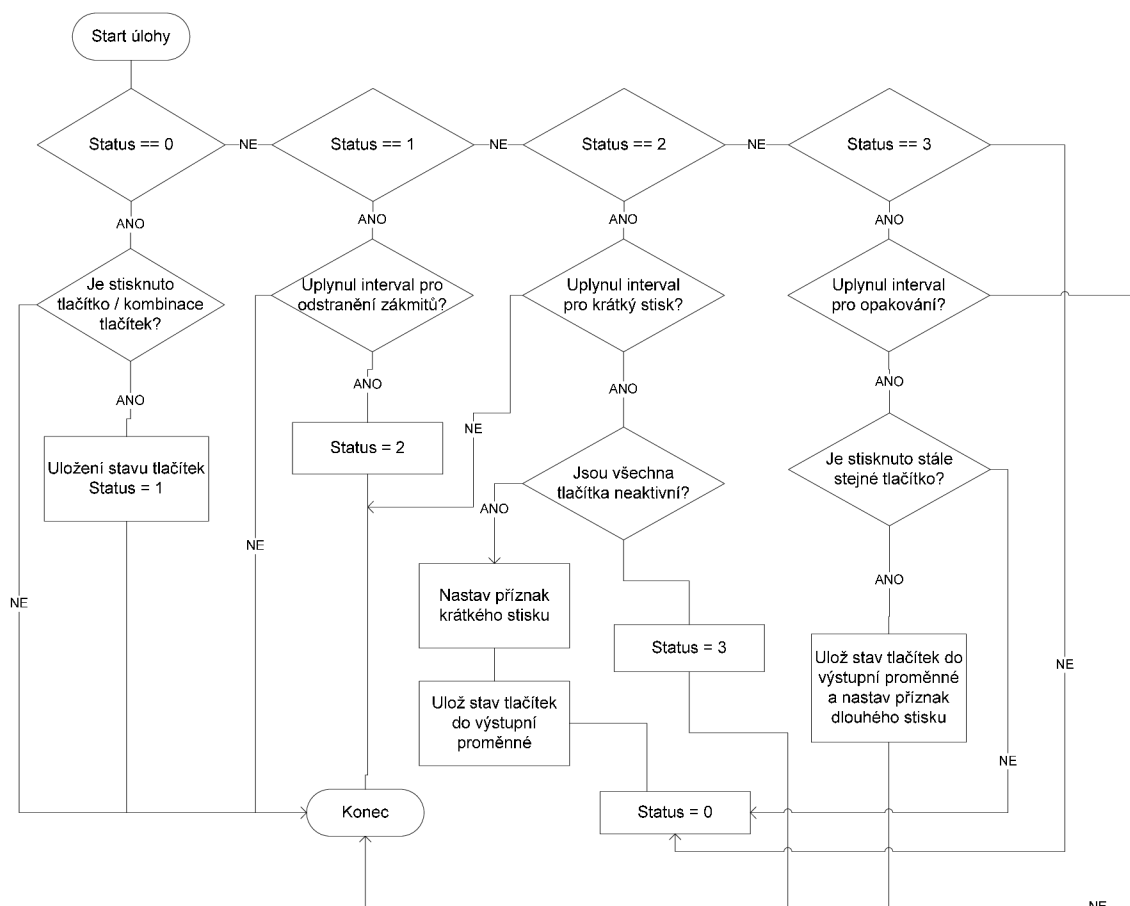 Start úlohy
Status == 0
NE
Status == 1
NE
Status == 2
NE
Status == 3
ANO
ANO
ANO
ANO
Je stisknuto
tlačítko / kombinace
tlačítek?
Uplynul interval pro
odstranění zákmitů?
Uplynul interval
pro krátký stisk?
Uplynul interval
pro opakování?
ANO
ANO
ANO
ANO
NE
Uložení stavu tlačítek
Status = 1
Status = 2
Jsou všechna
tlačítka neaktivní?
Je stisknuto stále
stejné tlačítko?
ANO
NE
NE
ANO
Nastav příznak
krátkého stisku
Status = 3
Ulož stav tlačítek do
výstupní proměnné
a nastav příznak
dlouhého stisku
NE
Ulož stav tlačítek
do výstupní
proměnné
NE
Konec
Status = 0
NE